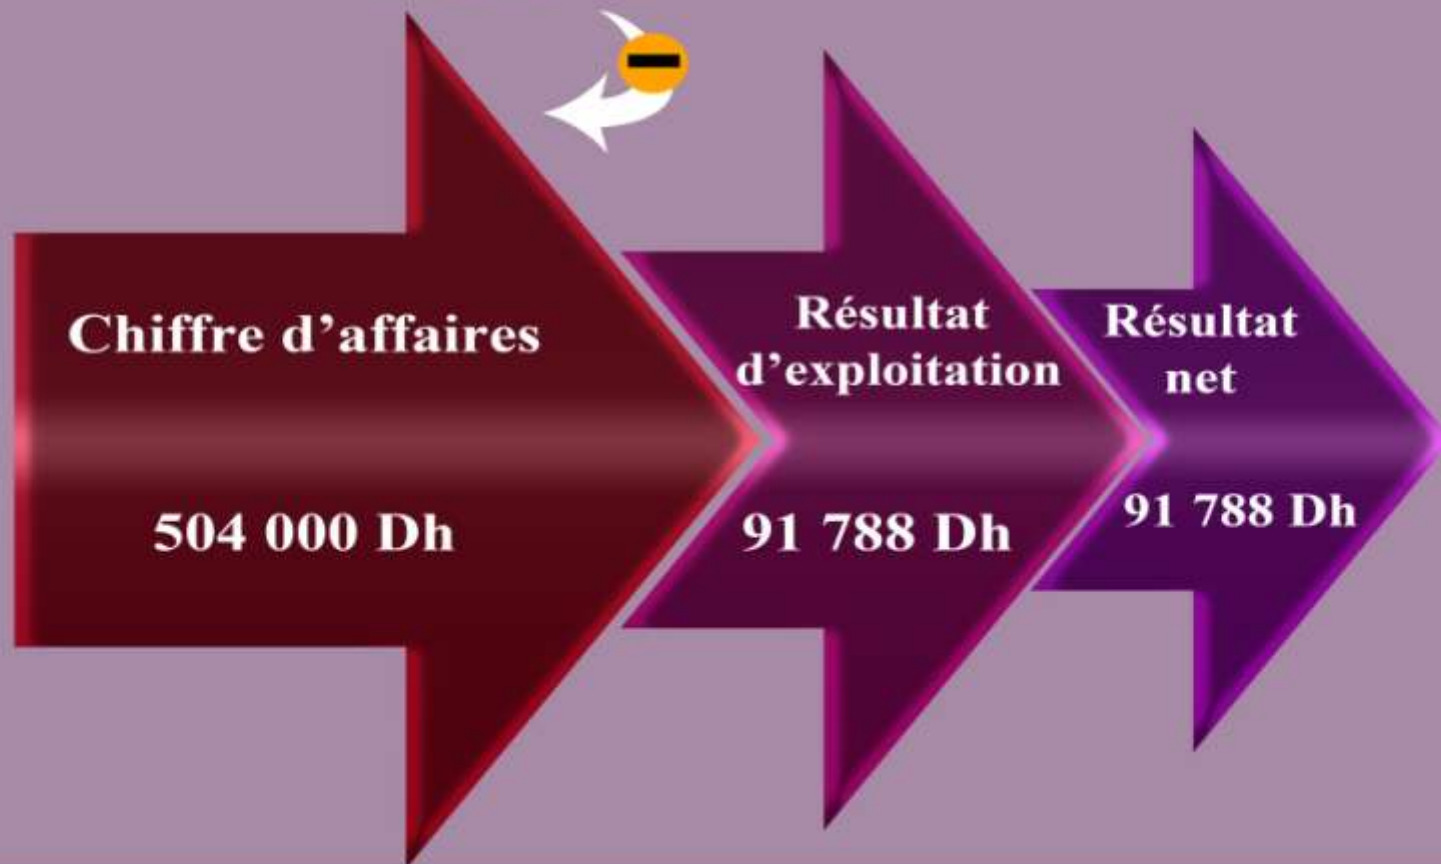 Chiffre d’affaires
504 000 Dh
Résultat
d’exploitation
91 788 Dh
Résultat
net
91 788 Dh